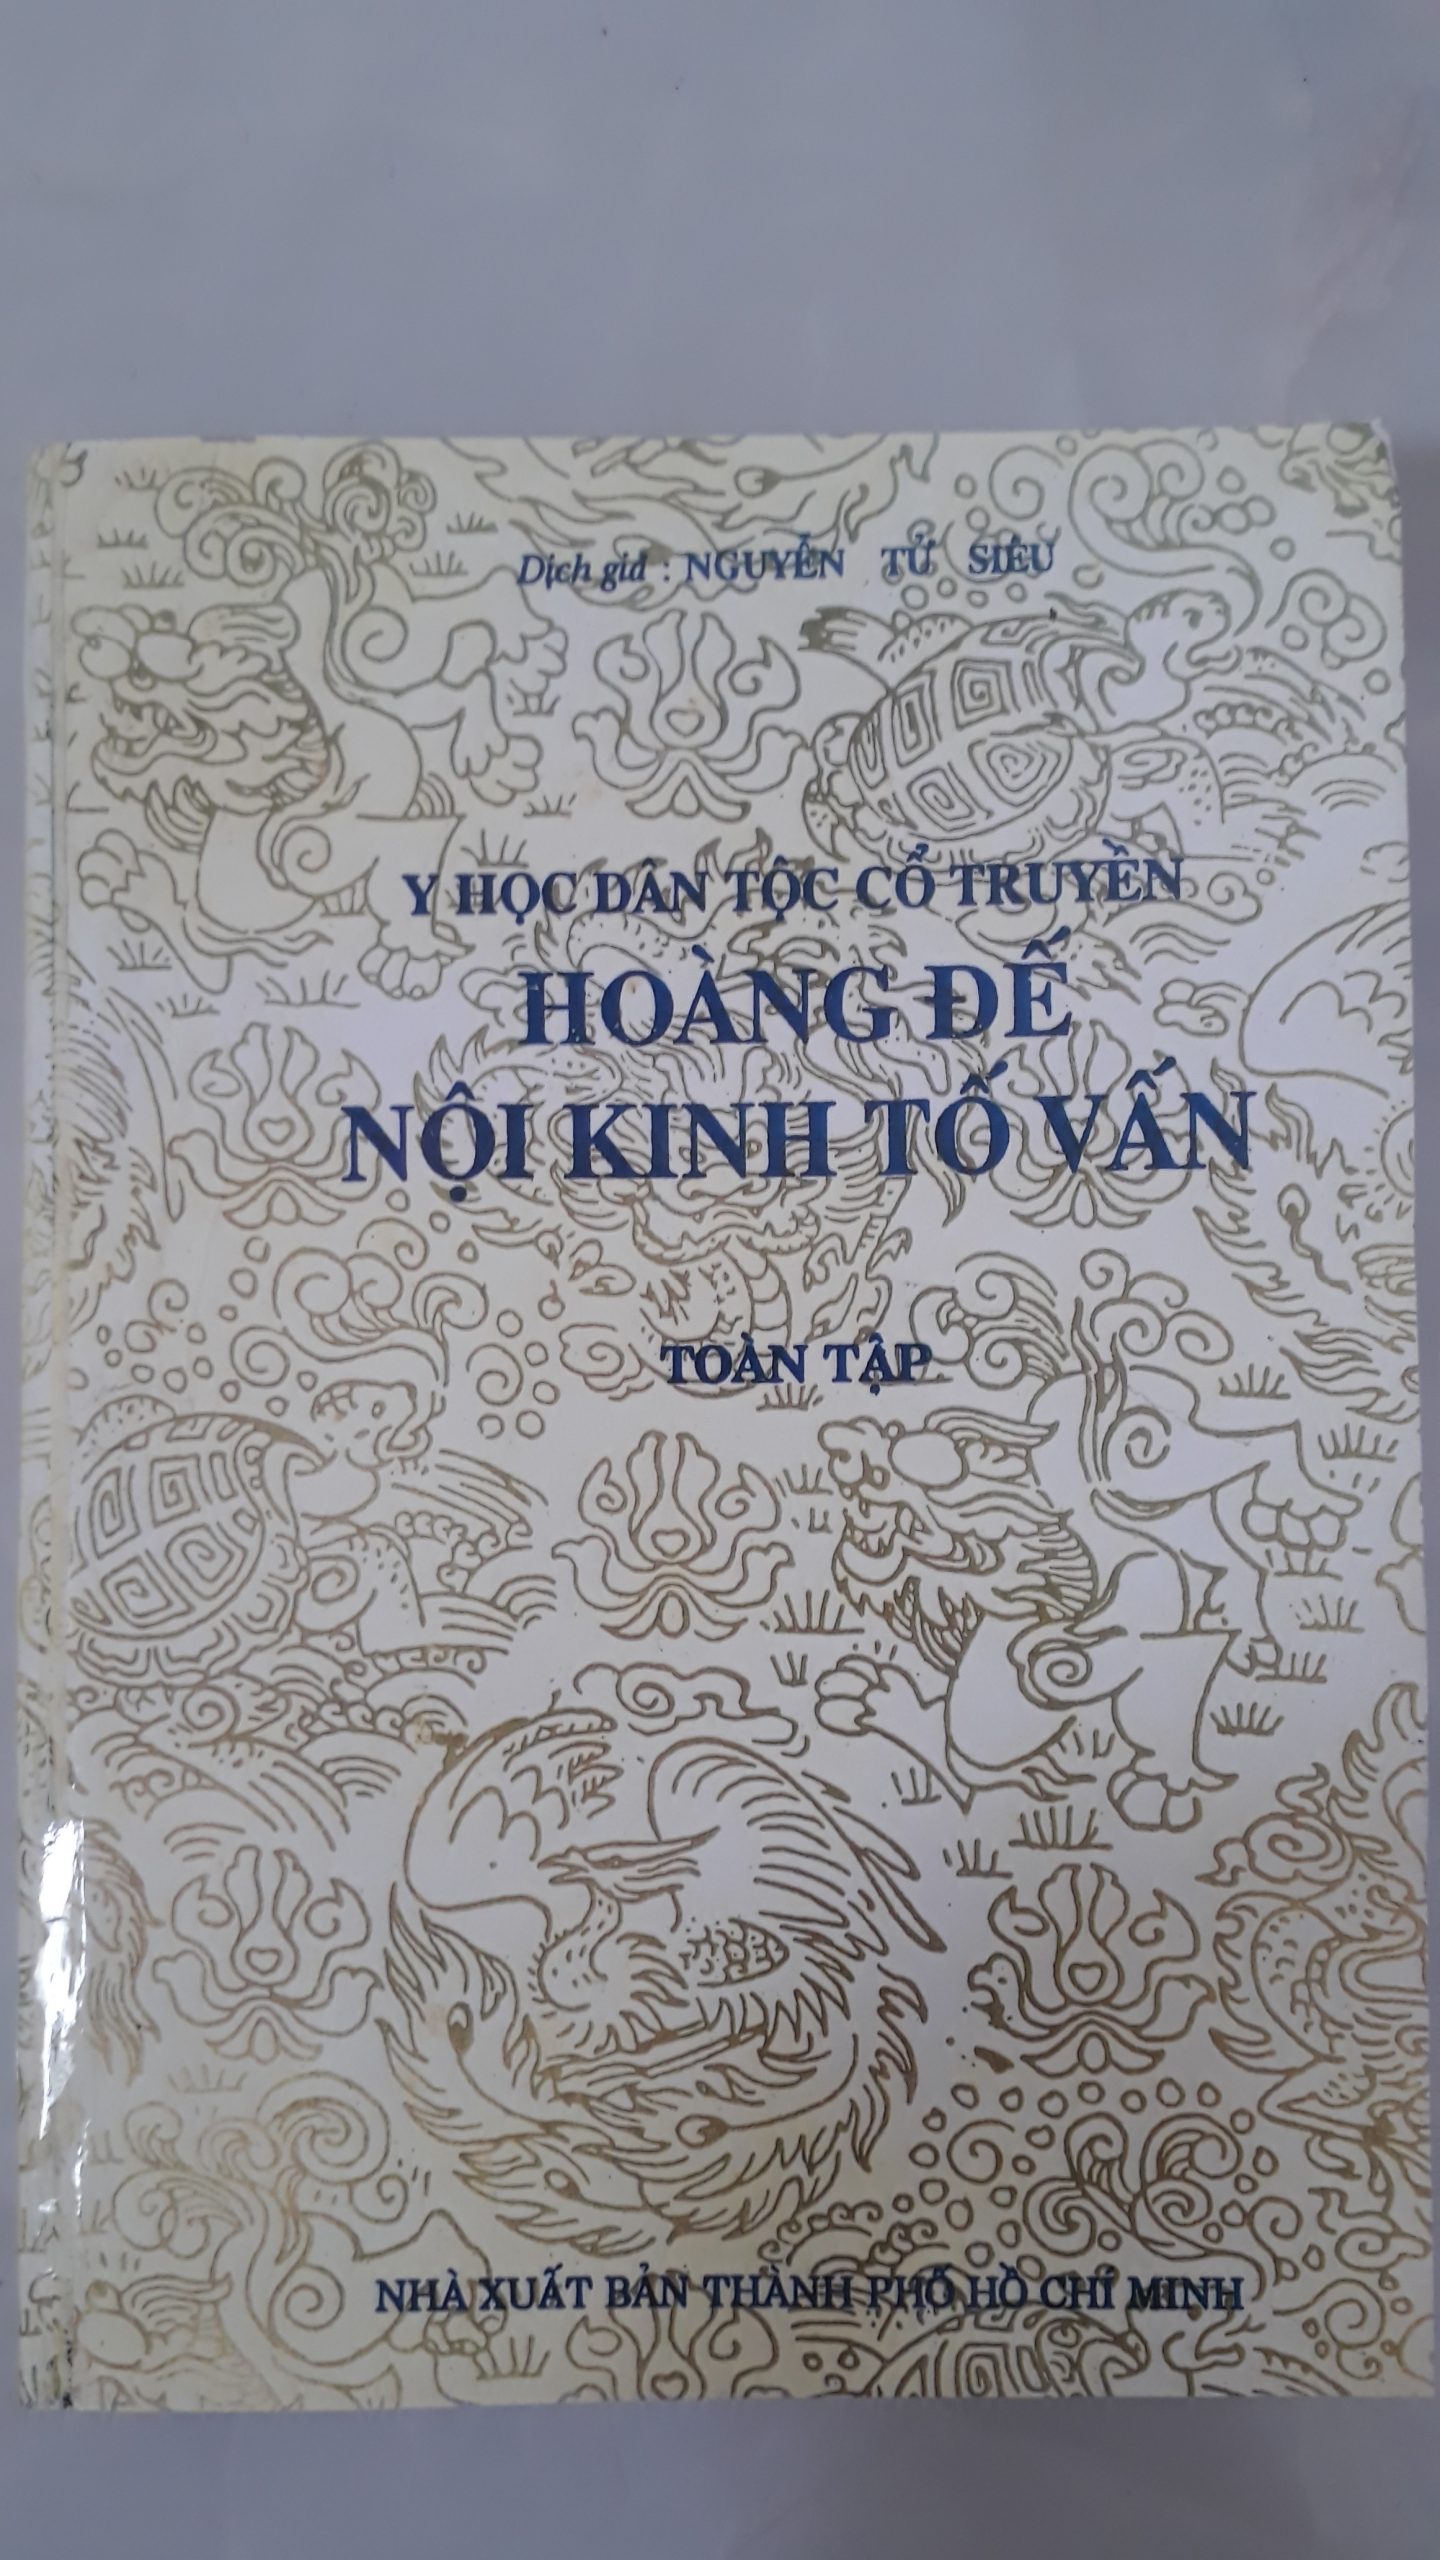 Dịch giả : NGUYỄN TỬ SIÊU
Y HỌC DÂN TỘC CỔ TRUYỀN
HOÀNG ĐẾ
NỘI KINH TỐ VẤN
TOÀN TẬP
NHÀ XUẤT BẢN THÀNH PHỐ HỒ CHÍ MINH